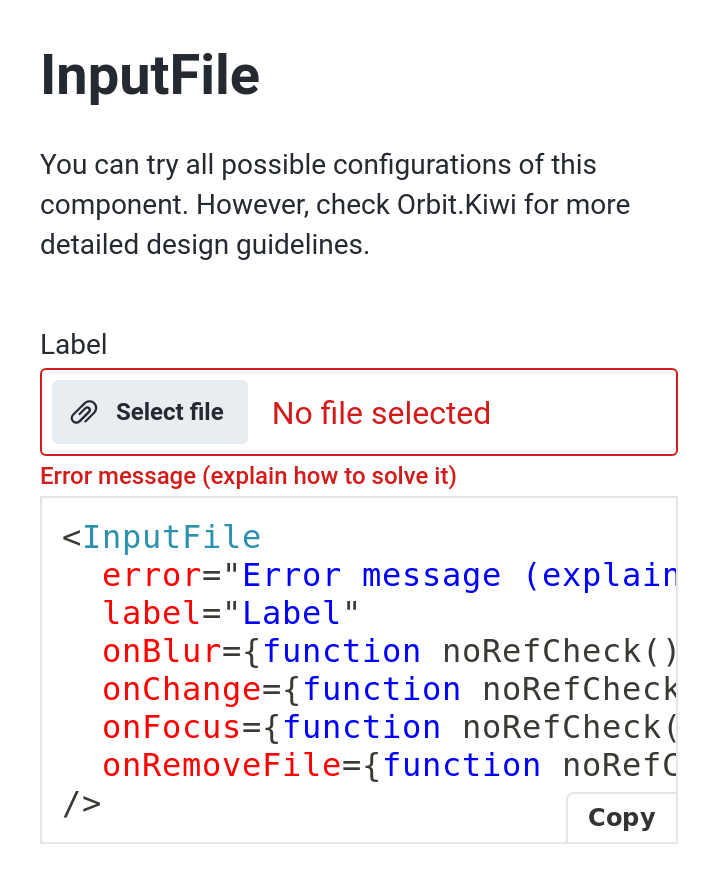 InputFile
You can try all possible configurations of this
component. However, check Orbit.Kiwi for more
detailed design guidelines.
Label
Select file
No file selected
Error message (explain how to solve it)
<InputFile
  error="Error message (explain
  label="Label"
  onBlur={function noRefCheck()
  onChange={function noRefCheck
  onFocus={function noRefCheck(
  onRemoveFile={function noRefC
/>
Copy